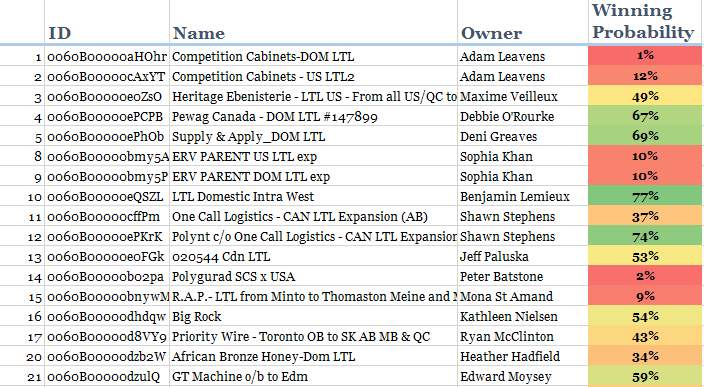 ID Name Owner Winning Probability
1 0060B00000aHOhr Competition Cabinets-DOM LTL Adam Leavens 1%
2 0060B00000cAxYT Competition Cabinets - US LTL2 Adam Leavens 12%
3 0060B00000e0ZsO Heritage Ebenisterie - LTL US - From all US/QC to Maxime Veilleux 49%
4 0060B00000ePCPB Pewag Canada - DOM LTL #147899 Debbie O'Rourke 67%
5 0060B00000ePhOb Supply & Apply_DOM LTL Deni Greaves 69%
8 0060B00000bmy5A ERV PARENT US LTL exp Sophia Khan 10%
9 0060B00000bmy5P ERV PARENT DOM LTL exp Sophia Khan 10%
10 0060B00000eQSZL LTL Domestic Intra West Benjamin Lemieux 77%
11 0060B00000cffPm One Call Logistics - CAN LTL Expansion (AB) Shawn Stephens 37%
12 0060B00000ePKrK Polynt c/o One Call Logistics - CAN LTL Expansion Shawn Stephens 74%
13 0060B00000e0FGk 020544 Cdn LTL Jeff Paluska 53%
14 0060B00000b02pa Polygurad SCS x USA Peter Batstone 2%
15 0060B00000bnywM R.A.P.- LTL from Minto to Thomaston Meine and M Mona St Amand 9%
16 0060B00000dhdqw Big Rock Kathleen Nielsen 54%
17 0060B00000d8VY9 Priority Wire - Toronto OB to SK AB MB & QC Ryan McClinton 43%
20 0060B00000dzb2W African Bronze Honey-Dom LTL Heather Hadfield 34%
21 0060B00000dzulQ GT Machine o/b to Edm Edward Moysey 59%